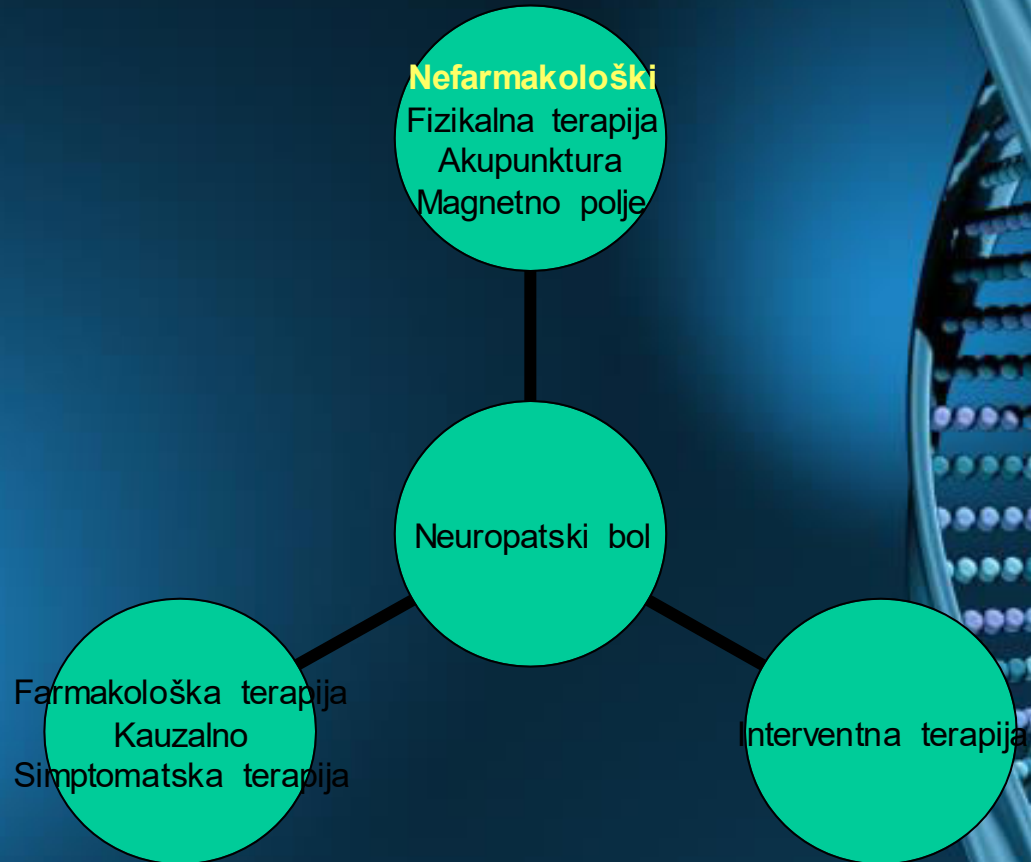 Nefarmakološki
Fizikalna terapija
Akupunktura
Magnetno polje
Neuropatski bol
Farmakološka terapija
Kauzalno
Simptomatska terapija
Interventna terapija